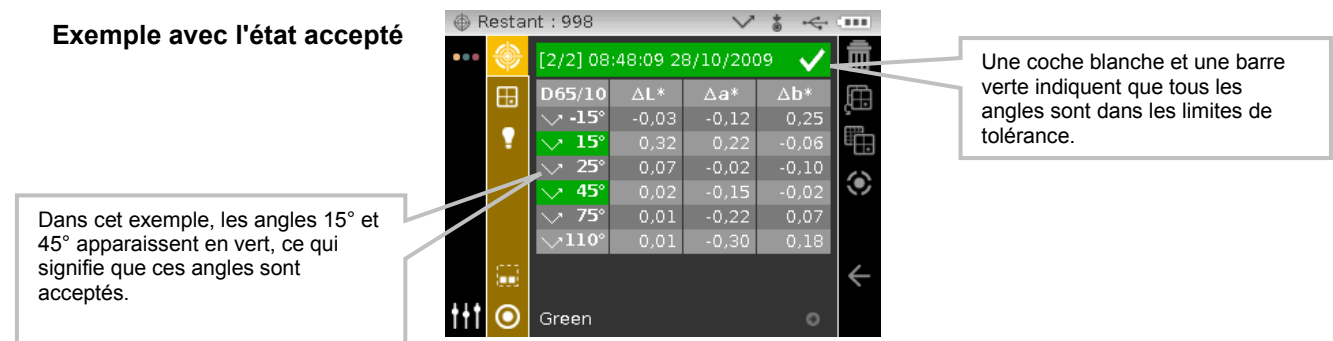 Exemple avec l'état accepté
Restant : 998
[2/2] 08:48:09 28/10/2009
D65/10 ΔL* Δa* Δb*
-15° -0,03 -0,12 0,25
15° 0,32 0,22 -0,06
25° 0,07 -0,02 -0,10
45° 0,02 -0,15 -0,02
75° 0,01 -0,22 0,07
110° 0,01 -0,30 0,18
Green
Une coche blanche et une barre
verte indiquent que tous les
angles sont dans les limites de
tolérance.
Dans cet exemple, les angles 15° et
45° apparaissent en vert, ce qui
signifie que ces angles sont
acceptés.